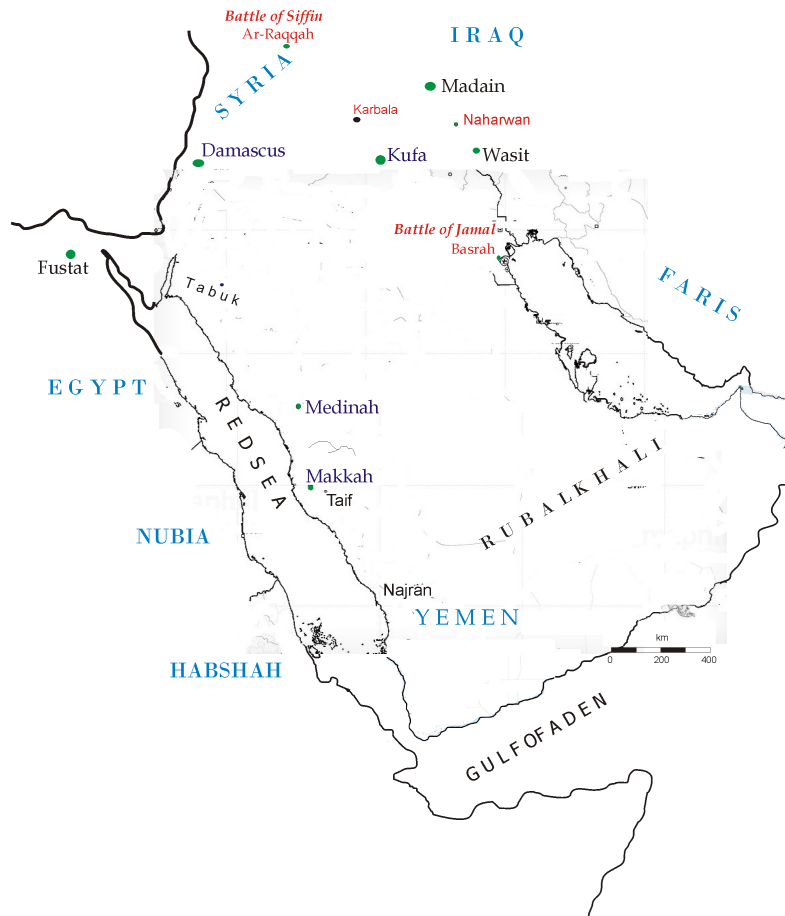 Battle of Siffin
Ar-Raqqah
IRAQ
SYRIA
Madain
Karbala
Naharwan
Damascus
Kufa
Wasit
Battle of Jamal
Basrah
Fustat
Tabuk
FARIS
EGYPT
REDSEA
Medinah
Makkah
Taif
RUBALKHALI
NUBIA
Najran
YEMEN
km
0 200 400
HABSHAH
GULFOFADEN